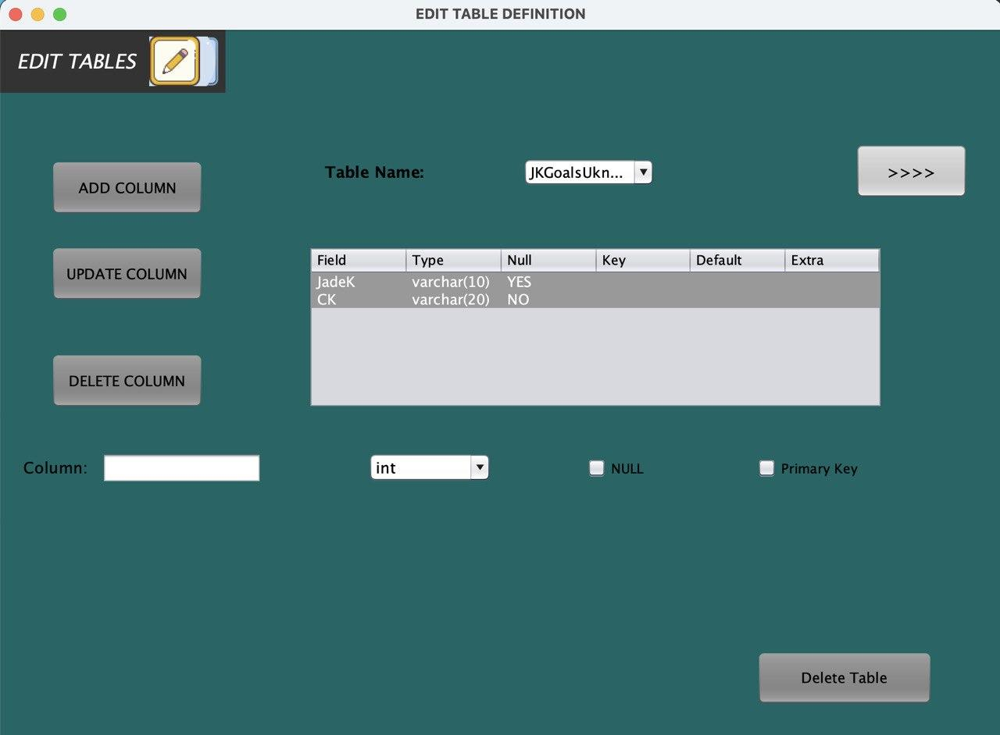 EDIT TABLE DEFINITION
EDIT TABLES
Table Name: JKGoalsUkn... >>>>
ADD COLUMN
UPDATE COLUMN
DELETE COLUMN
Field Type Null Key Default Extra
JadeK varchar(10) YES
CK varchar(20) NO
Column: int NULL Primary Key
Delete Table